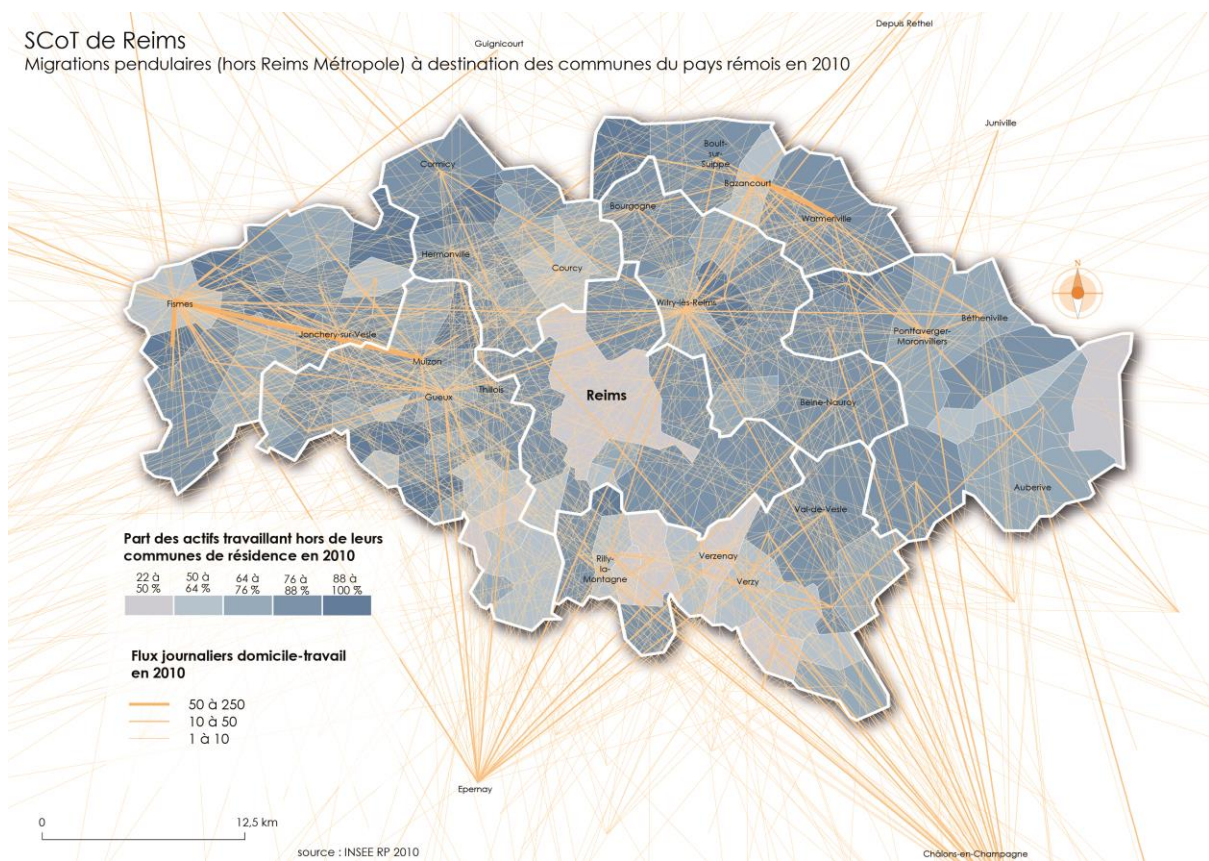 SCoT de Reims
Migrations pendulaires (hors Reims Métropole) à destination des communes du pays rémois en 2010
Depuis Rethel
Guignicourt
Juniville
Cormicy
Boult-
sur-
Suippe
Bazancourt
Bourgogne
Warmeriville
Hermonville
Courcy
Fismes
Witry-lès-Reims
Bétheniville
Jonchery-sur-Vesle
Pontfaverger-
Moronvilliers
Muizon
Thillois
Gueux
Reims
Beine-Nauroy
Auberive
Val-de-Vesle
Part des actifs travaillant hors de leurs
communes de résidence en 2010
22 à
50 %
50 à
64 %
64 à
76 %
76 à
88 %
88 à
100 %
Rilly-
la-
Montagne
Verzenay
Verzy
Flux journaliers domicile-travail
en 2010
50 à 250
10 à 50
1 à 10
Epernay
0
12,5 km
source : INSEE RP 2010
Châlons-en-Champagne